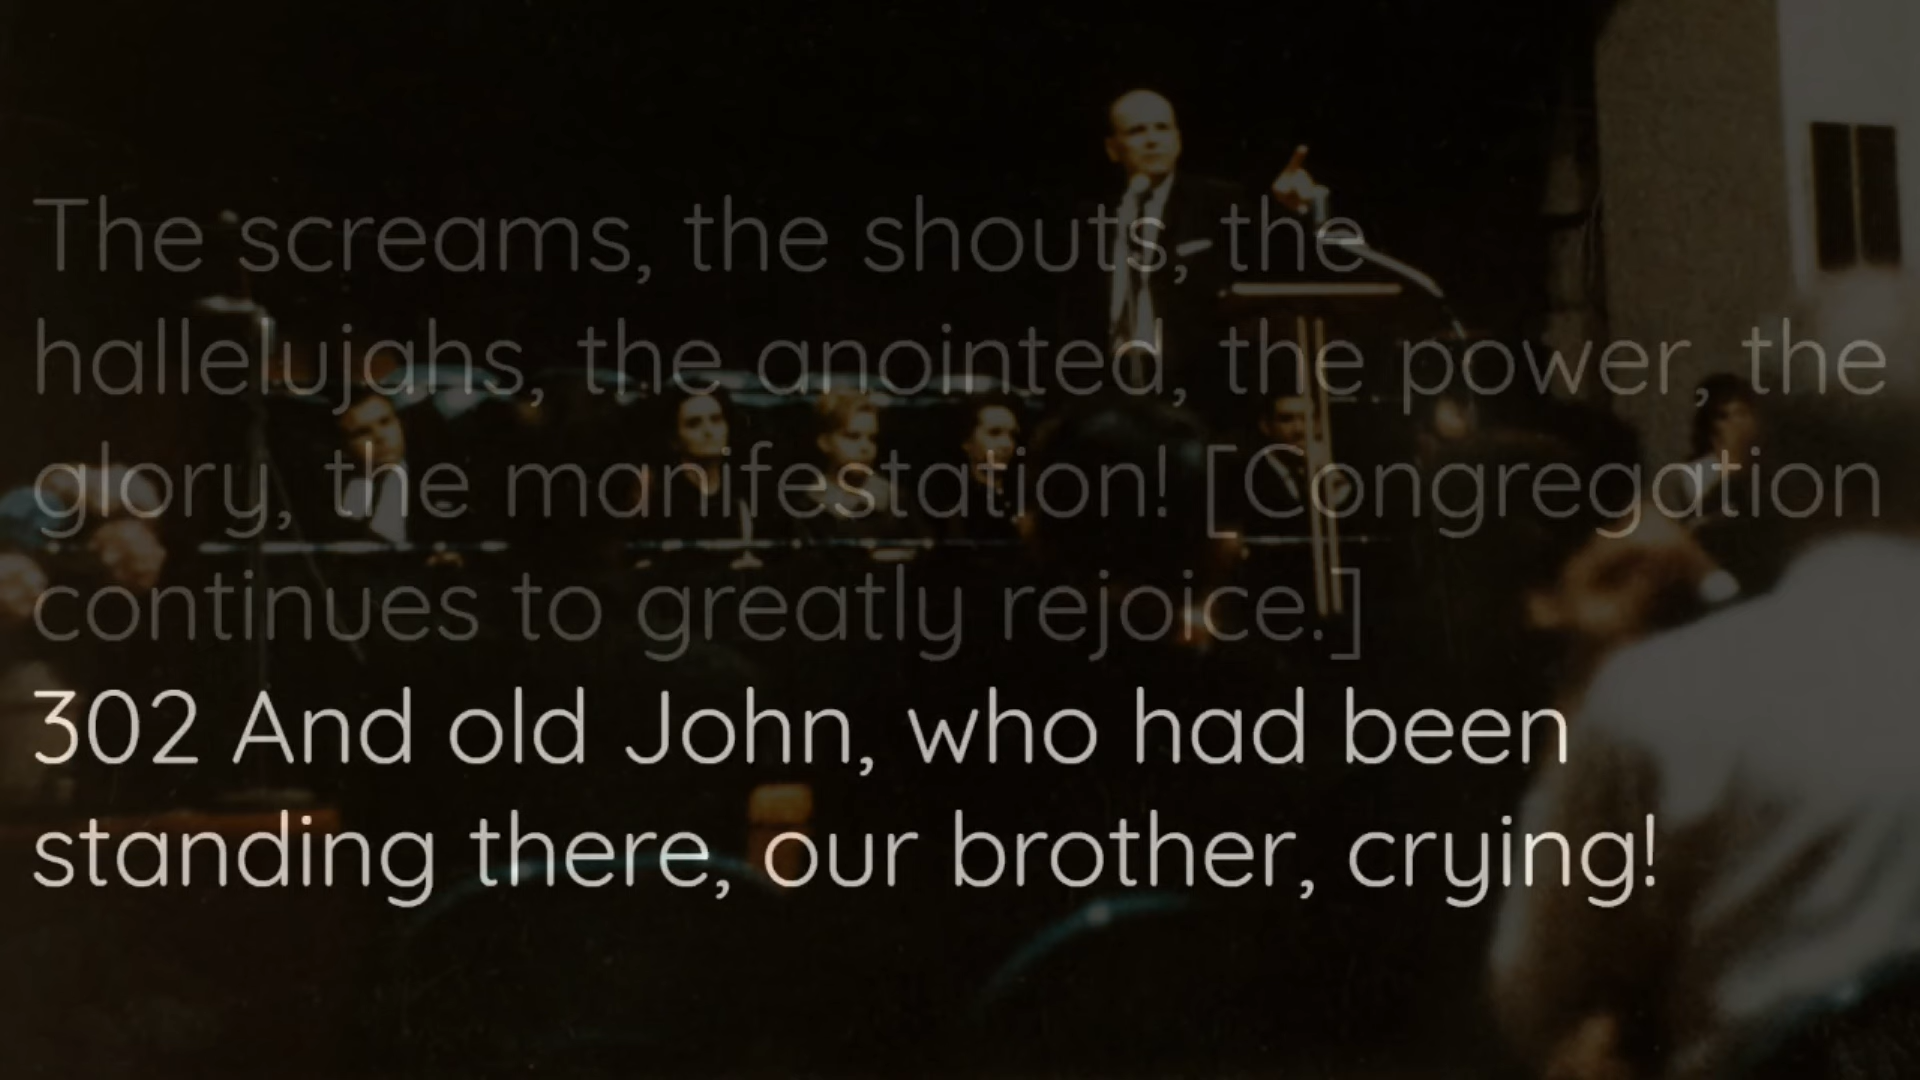 The screams, the shouts, the
hallelujahs, the anointed, the power, the
glory, the manifestation! [Congregation
continues to greatly rejoice.]
302 And old John, who had been
standing there, our brother, crying!